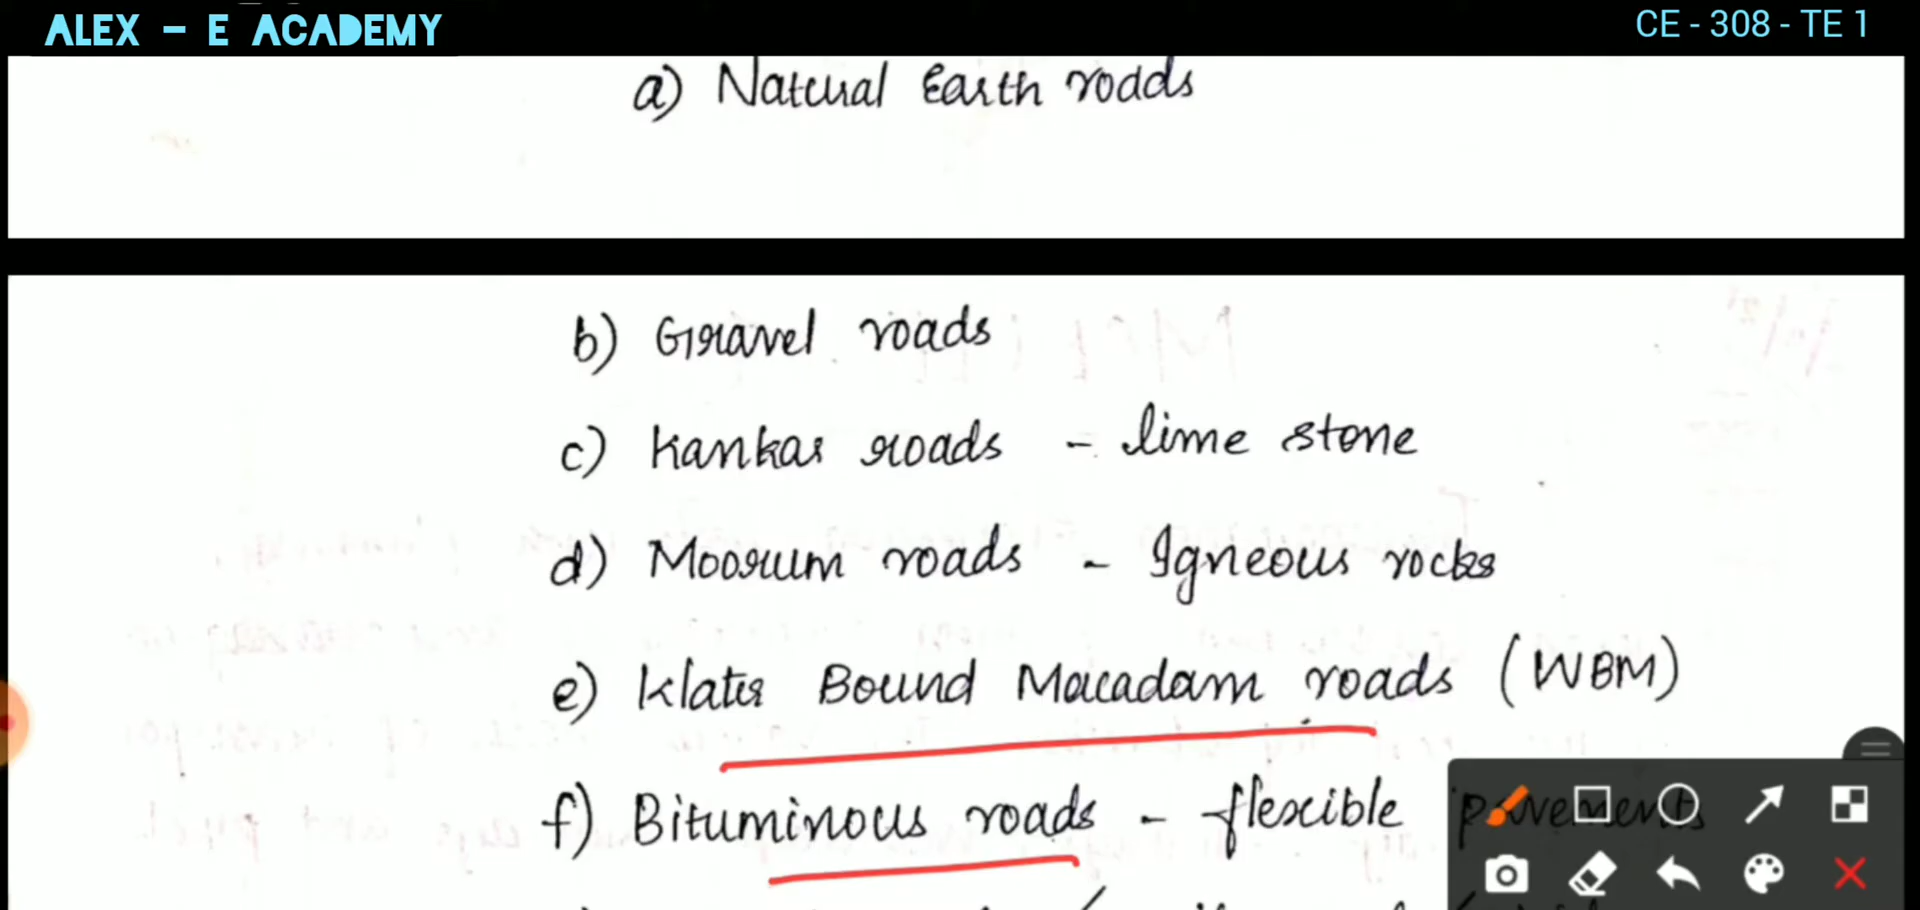 ALEX - E ACADEMY
CE - 308 - TE 1
a) Natural Earth roads
b) Gravel roads
c) Kankar roads - lime stone
d) Moorum roads - Igneous rocks
e) Water Bound Macadam roads (WBM)
f) Bituminous roads - flexible pavements